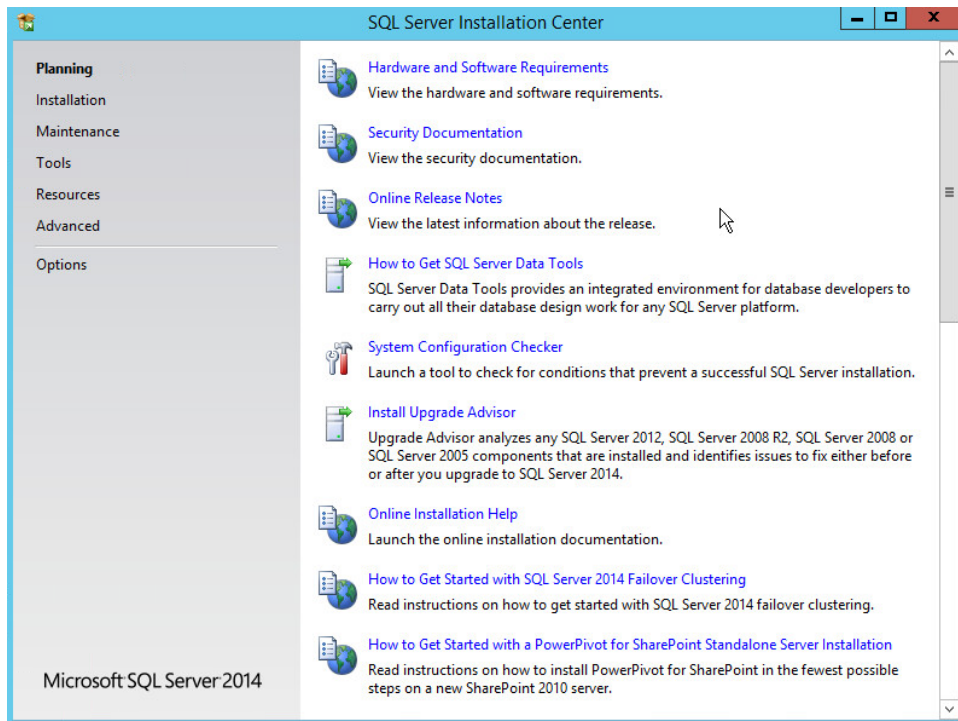 SQL Server Installation Center
Planning
Installation
Maintenance
Tools
Resources
Advanced
Options
Microsoft SQL Server 2014
Hardware and Software Requirements
View the hardware and software requirements.
Security Documentation
View the security documentation.
Online Release Notes
View the latest information about the release.
How to Get SQL Server Data Tools
SQL Server Data Tools provides an integrated environment for database developers to
carry out all their database design work for any SQL Server platform.
System Configuration Checker
Launch a tool to check for conditions that prevent a successful SQL Server installation.
Install Upgrade Advisor
Upgrade Advisor analyzes any SQL Server 2012, SQL Server 2008 R2, SQL Server 2008 or
SQL Server 2005 components that are installed and identifies issues to fix either before
or after you upgrade to SQL Server 2014.
Online Installation Help
Launch the online installation documentation.
How to Get Started with SQL Server 2014 Failover Clustering
Read instructions on how to get started with SQL Server 2014 failover clustering.
How to Get Started with a PowerPivot for SharePoint Standalone Server Installation
Read instructions on how to install PowerPivot for SharePoint in the fewest possible
steps on a new SharePoint 2010 server.